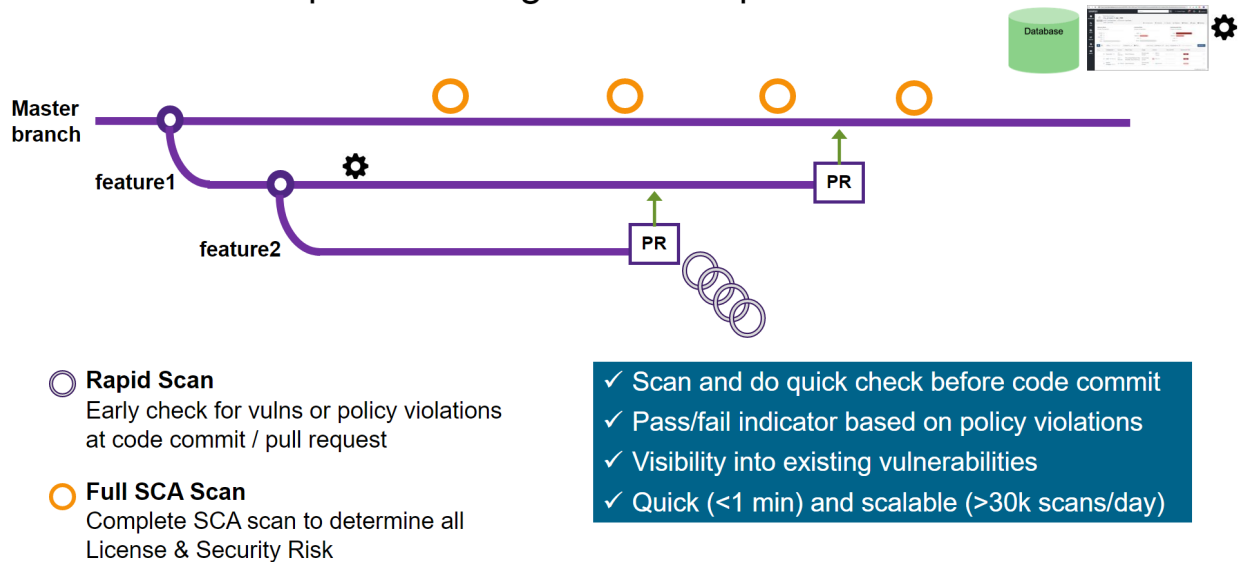 Database
Master
branch
feature1
PR
feature2
PR
Rapid Scan
Early check for vulns or policy violations
at code commit / pull request
Full SCA Scan
Complete SCA scan to determine all
License & Security Risk
✓ Scan and do quick check before code commit
✓ Pass/fail indicator based on policy violations
✓ Visibility into existing vulnerabilities
✓ Quick (<1 min) and scalable (>30k scans/day)